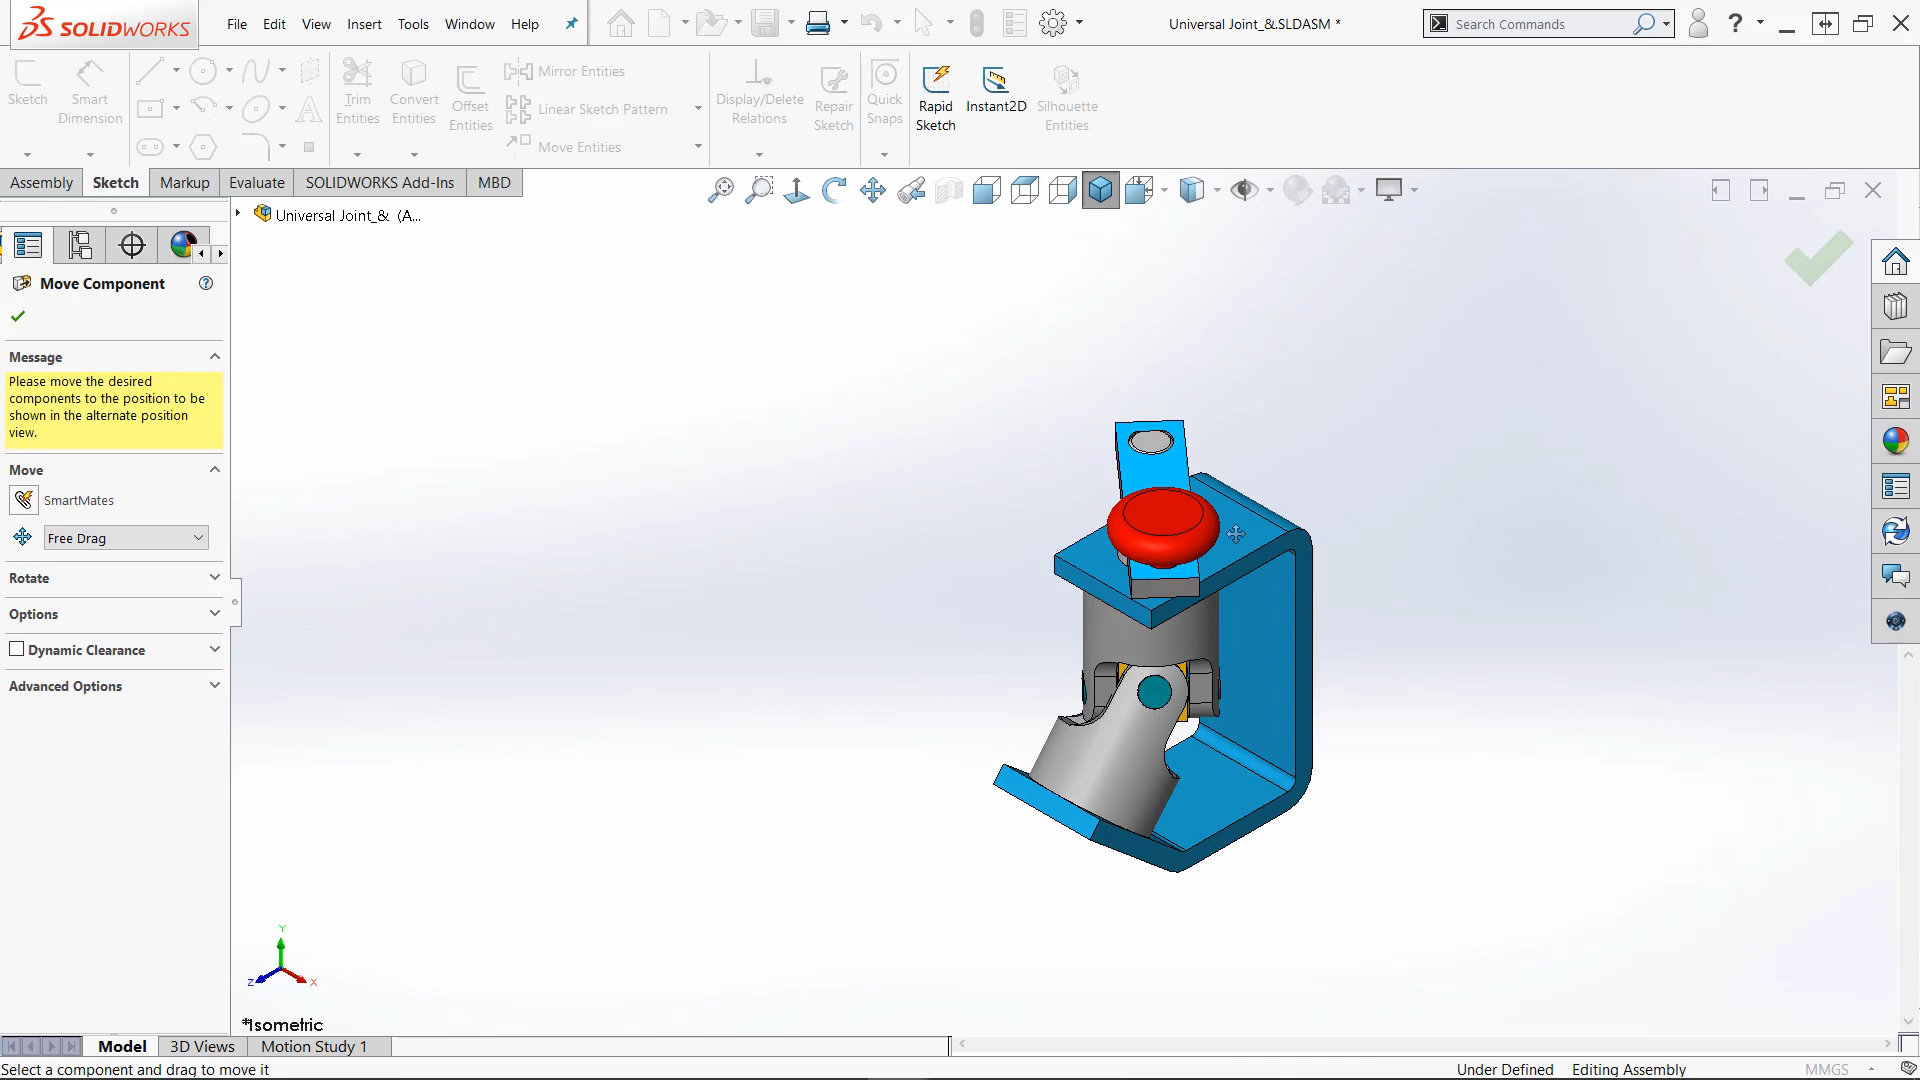 SOLIDWORKS
File Edit View Insert Tools Window Help
Universal Joint_&.SLDASM *
Search Commands
?
Sketch
Smart Dimension
Trim Entities
Convert Entities
Offset Entities
Mirror Entities
Linear Sketch Pattern
Move Entities
Display/Delete Relations
Repair Sketch
Quick Snaps
Rapid Sketch
Instant2D
Silhouette Entities
Assembly Sketch Markup Evaluate SOLIDWORKS Add-Ins MBD
Universal Joint_& (A...
Move Component
?
Message
Please move the desired
components to the position to be
shown in the alternate position
view.
Move
SmartMates
Free Drag
Rotate
Options
Dynamic Clearance
Advanced Options
Y
Z
X
*Isometric
Model 3D Views Motion Study 1
Select a component and drag to move it
Under Defined Editing Assembly MMGS